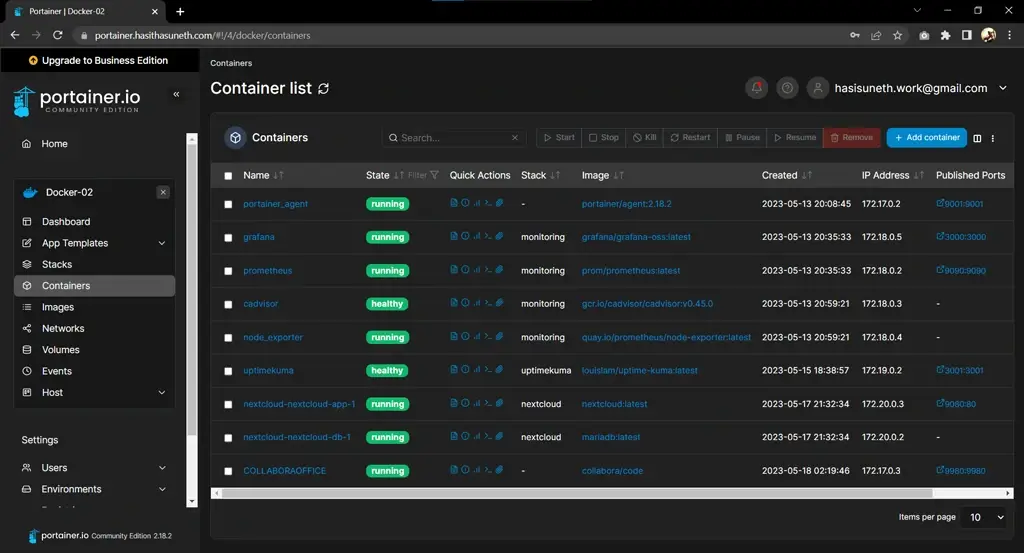 Portainer | Docker-02
portainer.hasithasuneth.com/#!/4/docker/containers
Upgrade to Business Edition
portainer.io
COMMUNITY EDITION
Home
Docker-02
Dashboard
App Templates
Stacks
Containers
Images
Networks
Volumes
Events
Host
Settings
Users
Environments
portainer.io Community Edition 2.18.2
Containers
Container list
hasisuneth.work@gmail.com
Containers
Search...
Start Stop Kill Restart Pause Resume Remove + Add container
Name State Filter Quick Actions Stack Image Created IP Address Published Ports
portainer_agent running - portainer/agent:2.18.2 2023-05-13 20:08:45 172.17.0.2 9001:9001
grafana running monitoring grafana/grafana-oss:latest 2023-05-13 20:35:33 172.18.0.5 3000:3000
prometheus running monitoring prom/prometheus:latest 2023-05-13 20:35:33 172.18.0.2 9090:9090
cadvisor healthy monitoring gcr.io/cadvisor/cadvisor:v0.45.0 2023-05-13 20:59:21 172.18.0.3 -
node_exporter running monitoring quay.io/prometheus/node-exporter:latest 2023-05-13 20:59:21 172.18.0.4 -
uptimekuma healthy uptimekuma louislam/uptime-kuma:latest 2023-05-15 18:38:57 172.19.0.2 3001:3001
nextcloud-nextcloud-app-1 running nextcloud nextcloud:latest 2023-05-17 21:32:34 172.20.0.3 9060:80
nextcloud-nextcloud-db-1 running nextcloud mariadb:latest 2023-05-17 21:32:34 172.20.0.2 -
COLLABORAOFFICE running - collabora/code 2023-05-18 02:19:46 172.17.0.3 9980:9980
Items per page 10